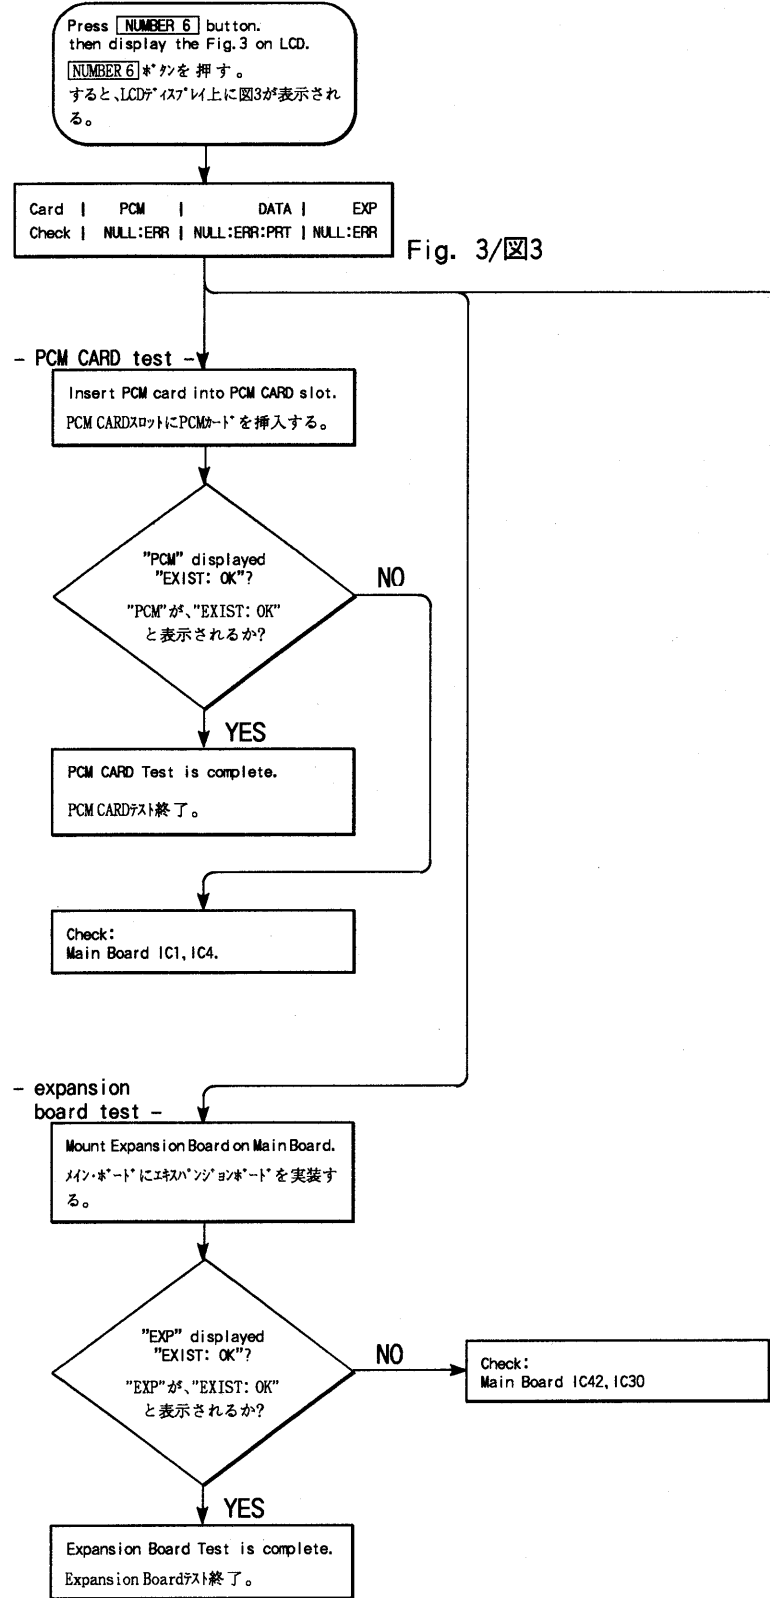 Press NUMBER 6 button.
then display the Fig.3 on LCD.
NUMBER 6 ﾎﾞﾀﾝを押す。
すると、LCDﾃﾞｨｽﾌﾟﾚｲ上に図3が表示され
る。
Card | PCM | DATA | EXP
Check | NULL:ERR | NULL:ERR:PRT | NULL:ERR
Fig. 3/図3
– PCM CARD test –
Insert PCM card into PCM CARD slot.
PCM CARDｽﾛｯﾄにPCMｶｰﾄﾞを挿入する。
"PCM" displayed
"EXIST: OK"?
"PCM"が、"EXIST: OK"
と表示されるか?
NO
YES
PCM CARD Test is complete.
PCM CARDﾃｽﾄ終了。
Check:
Main Board IC1, IC4.
– expansion
board test –
Mount Expansion Board on Main Board.
ﾒｲﾝ・ﾎﾞｰﾄﾞにｴｷｽﾊﾟﾝｼﾞｮﾝﾎﾞｰﾄﾞを実装す
る。
"EXP" displayed
"EXIST: OK"?
"EXP"が、"EXIST: OK"
と表示されるか?
NO
Check:
Main Board IC42, IC30
YES
Expansion Board Test is complete.
Expansion Boardﾃｽﾄ終了。